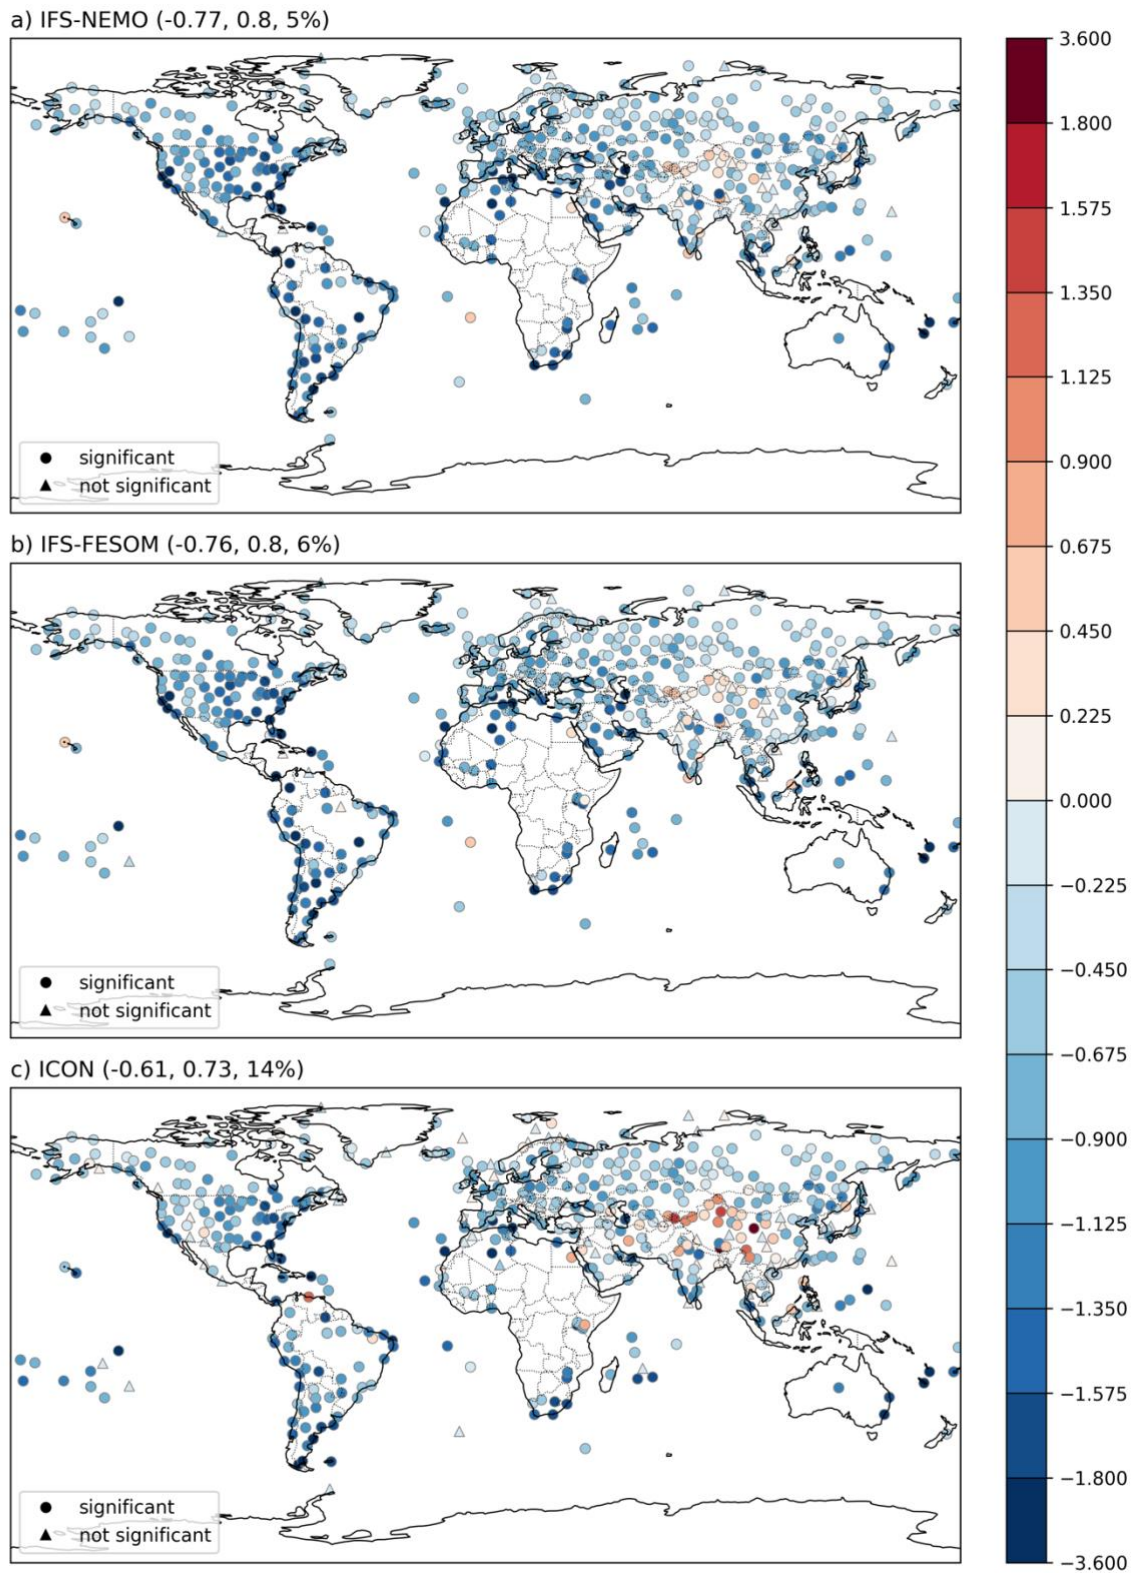 a) IFS-NEMO (-0.77, 0.8, 5%)
significant
not significant
b) IFS-FESOM (-0.76, 0.8, 6%)
significant
not significant
c) ICON (-0.61, 0.73, 14%)
significant
not significant
3.600
1.800
1.575
1.350
1.125
0.900
0.675
0.450
0.225
0.000
−0.225
−0.450
−0.675
−0.900
−1.125
−1.350
−1.575
−1.800
−3.600